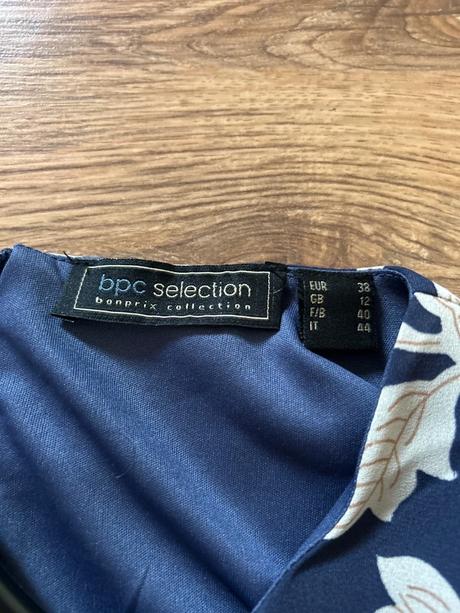 bpc selection
bonprix collection
EUR 38
GB 12
F/B 40
IT 44